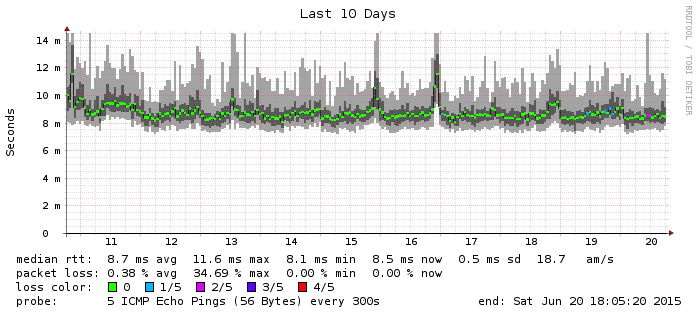 Last 10 Days
RRDTOOL / TOBI OETIKER
Seconds
14 m
12 m
10 m
8 m
6 m
4 m
2 m
0
11 12 13 14 15 16 17 18 19 20
median rtt: 8.7 ms avg 11.6 ms max 8.1 ms min 8.5 ms now 0.5 ms sd 18.7 am/s
packet loss: 0.38 % avg 34.69 % max 0.00 % min 0.00 % now
loss color: 0 1/5 2/5 3/5 4/5
probe: 5 ICMP Echo Pings (56 Bytes) every 300s end: Sat Jun 20 18:05:20 2015